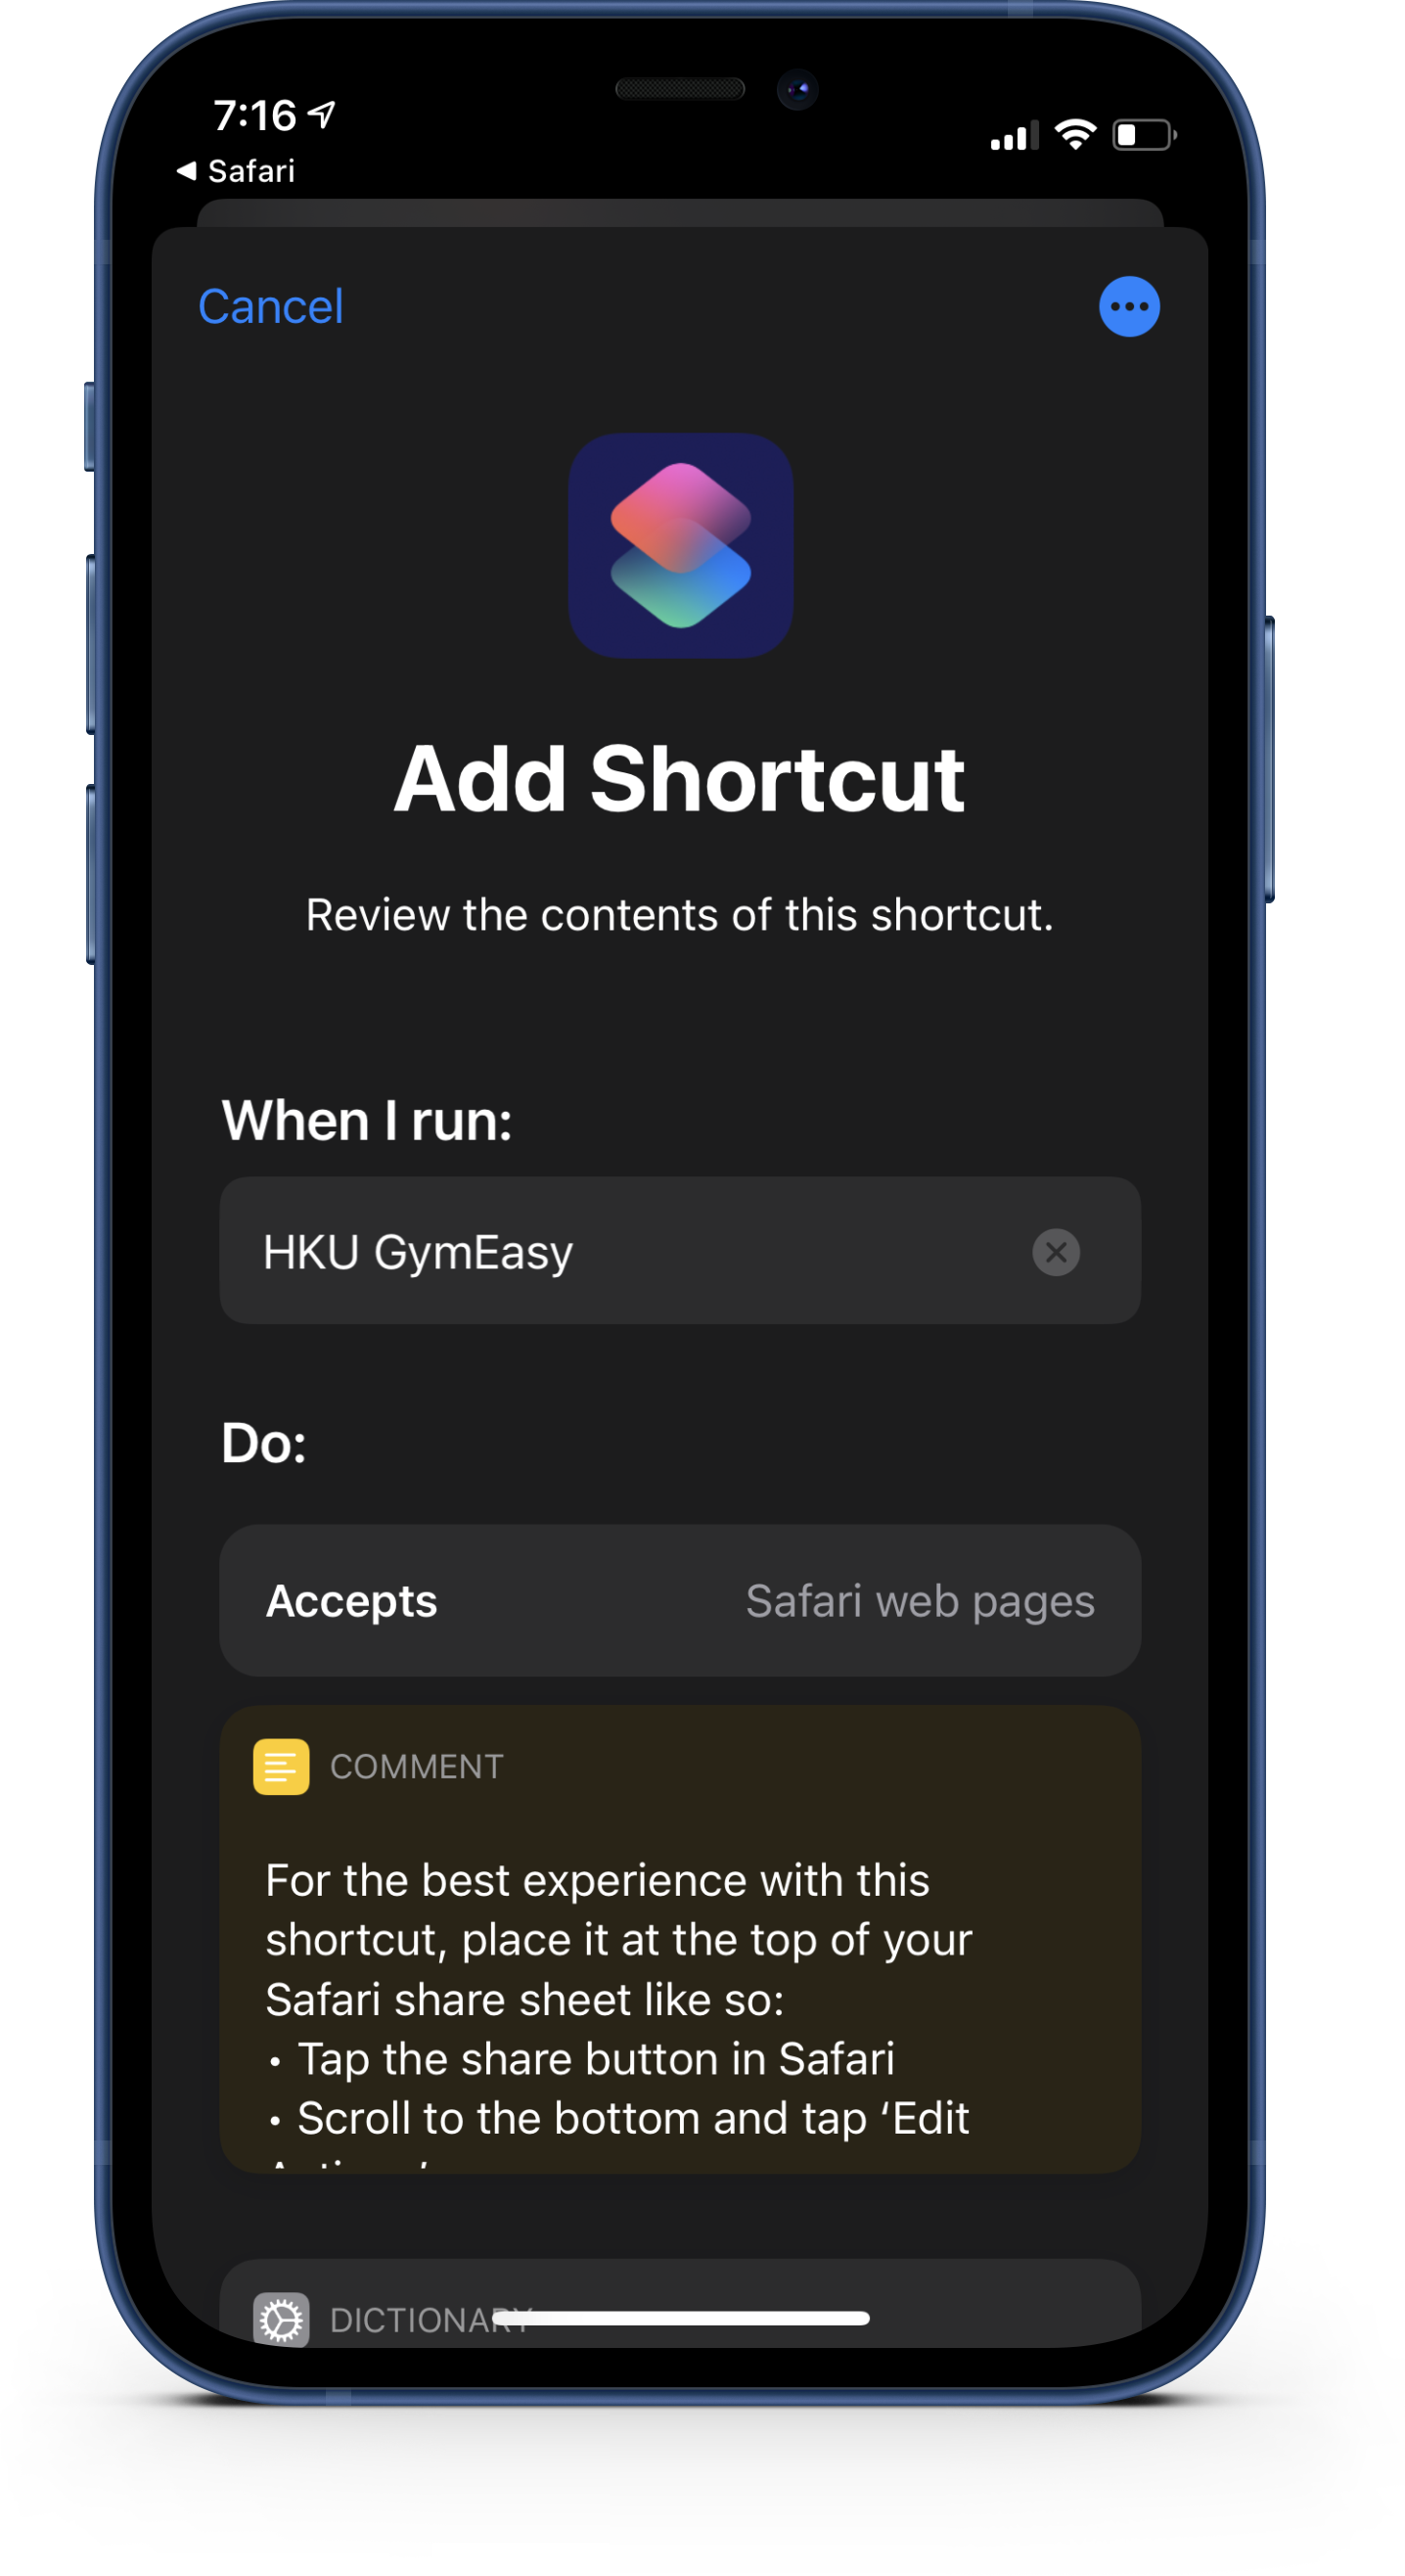 7:16
Safari
Cancel
Add Shortcut
Review the contents of this shortcut.
When I run:
HKU GymEasy
Do:
Accepts Safari web pages
COMMENT
For the best experience with this
shortcut, place it at the top of your
Safari share sheet like so:
• Tap the share button in Safari
• Scroll to the bottom and tap ‘Edit
DICTIONARY